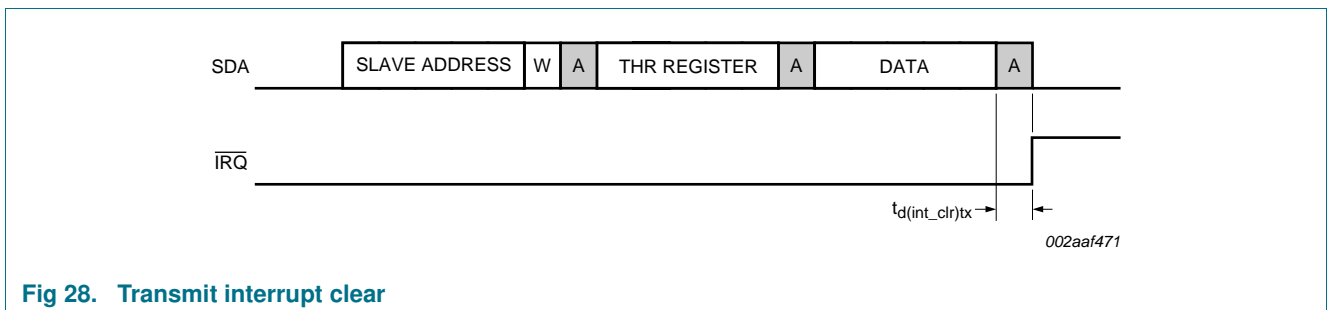 SDA SLAVE ADDRESS W A THR REGISTER A DATA A
IRQ
td(int_clr)tx
002aaf471
Fig 28. Transmit interrupt clear